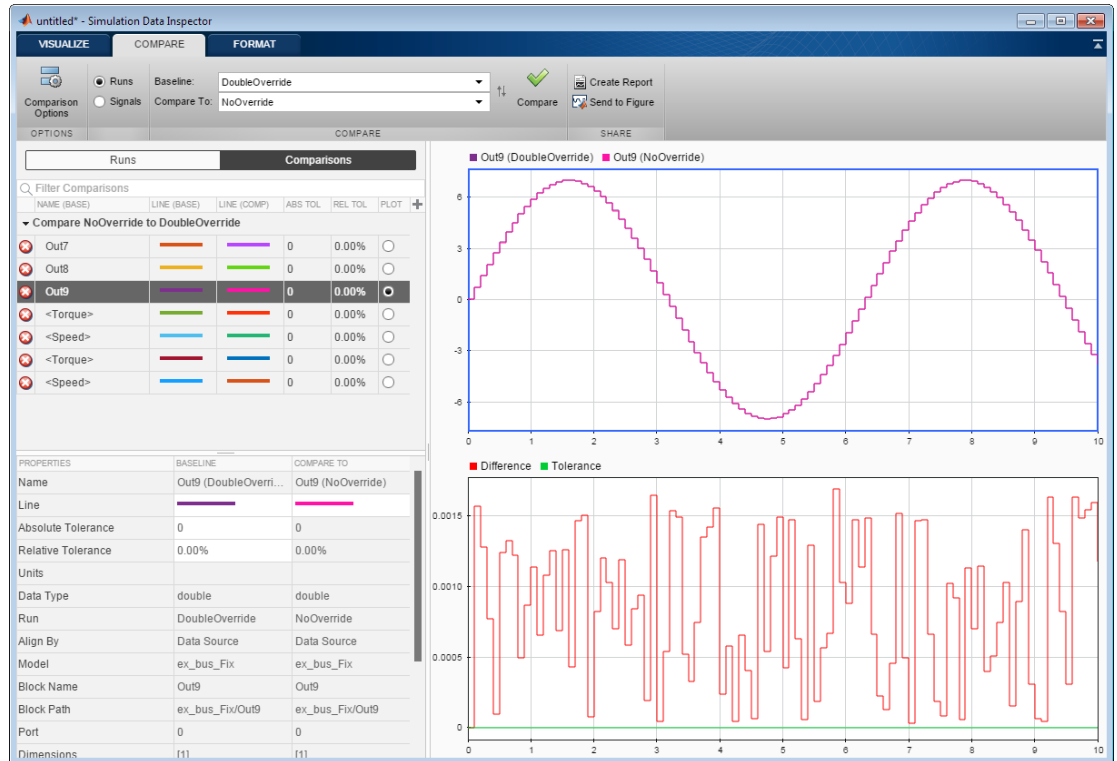 untitled* - Simulation Data Inspector
VISUALIZE COMPARE FORMAT
Comparison Options
Runs
Signals
Baseline: DoubleOverride
Compare To: NoOverride
Compare
Create Report
Send to Figure
OPTIONS COMPARE SHARE
Runs Comparisons
Filter Comparisons
NAME (BASE) LINE (BASE) LINE (COMP) ABS TOL REL TOL PLOT
Compare NoOverride to DoubleOverride
Out7 0 0.00%
Out8 0 0.00%
Out9 0 0.00%
<Torque> 0 0.00%
<Speed> 0 0.00%
<Torque> 0 0.00%
<Speed> 0 0.00%
PROPERTIES BASELINE COMPARE TO
Name Out9 (DoubleOverri... Out9 (NoOverride)
Line
Absolute Tolerance 0 0
Relative Tolerance 0.00% 0.00%
Units
Data Type double double
Run DoubleOverride NoOverride
Align By Data Source Data Source
Model ex_bus_Fix ex_bus_Fix
Block Name Out9 Out9
Block Path ex_bus_Fix/Out9 ex_bus_Fix/Out9
Port 0 0
Dimensions [1] [1]
Out9 (DoubleOverride) Out9 (NoOverride)
6
3
0
-3
-6
0 1 2 3 4 5 6 7 8 9 10
Difference Tolerance
0.0015
0.0010
0.0005
0
0 1 2 3 4 5 6 7 8 9 10